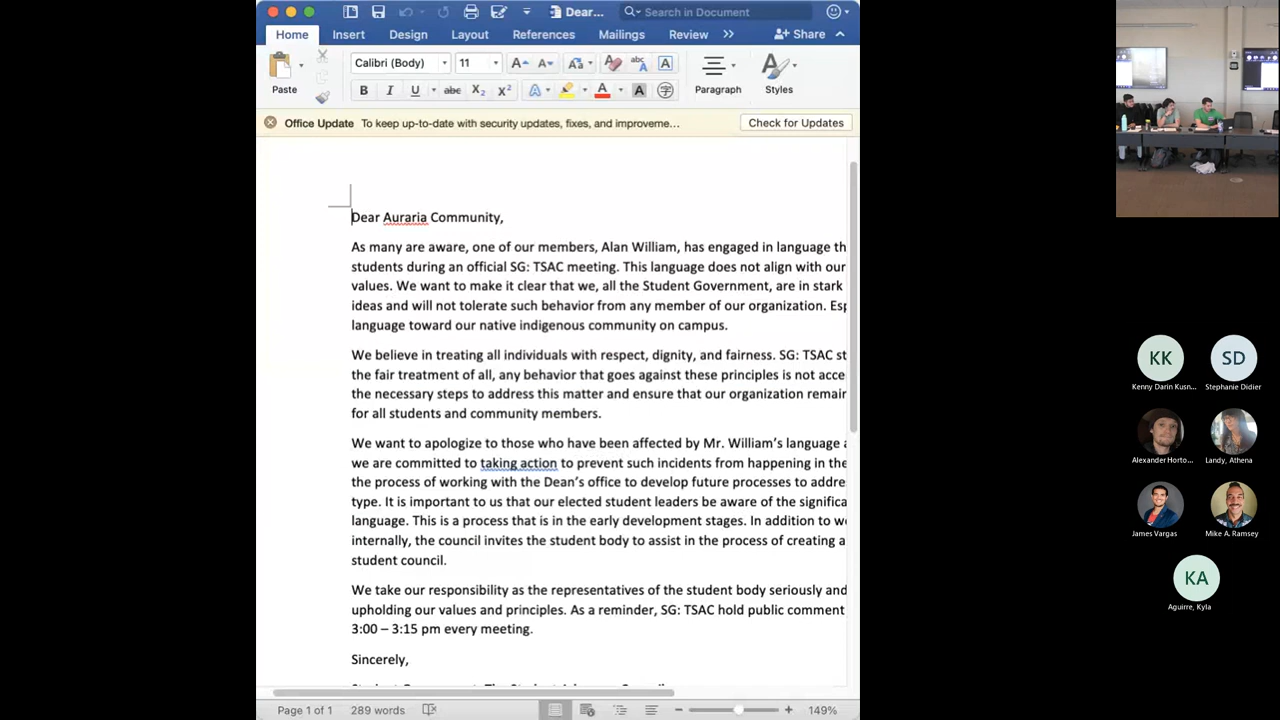 Dear...
Search in Document
Home
Insert
Design
Layout
References
Mailings
Review
Share
Paste
Calibri (Body)
11
Paragraph
Styles
Office Update To keep up-to-date with security updates, fixes, and improveme...
Check for Updates
Dear Auraria Community,
As many are aware, one of our members, Alan William, has engaged in language th
students during an official SG: TSAC meeting. This language does not align with our
values. We want to make it clear that we, all the Student Government, are in stark
ideas and will not tolerate such behavior from any member of our organization. Esp
language toward our native indigenous community on campus.
We believe in treating all individuals with respect, dignity, and fairness. SG: TSAC st
the fair treatment of all, any behavior that goes against these principles is not acce
the necessary steps to address this matter and ensure that our organization remain
for all students and community members.
We want to apologize to those who have been affected by Mr. William's language a
we are committed to taking action to prevent such incidents from happening in the
the process of working with the Dean's office to develop future processes to addre
type. It is important to us that our elected student leaders be aware of the significa
language. This is a process that is in the early development stages. In addition to w
internally, the council invites the student body to assist in the process of creating a
student council.
We take our responsibility as the representatives of the student body seriously and
upholding our values and principles. As a reminder, SG: TSAC hold public comment
3:00 – 3:15 pm every meeting.
Sincerely,
Page 1 of 1
289 words
149%
KK
Kenny Darin Kusn...
SD
Stephanie Didier
Alexander Horto...
Landy, Athena
James Vargas
Mike A. Ramsey
KA
Aguirre, Kyla